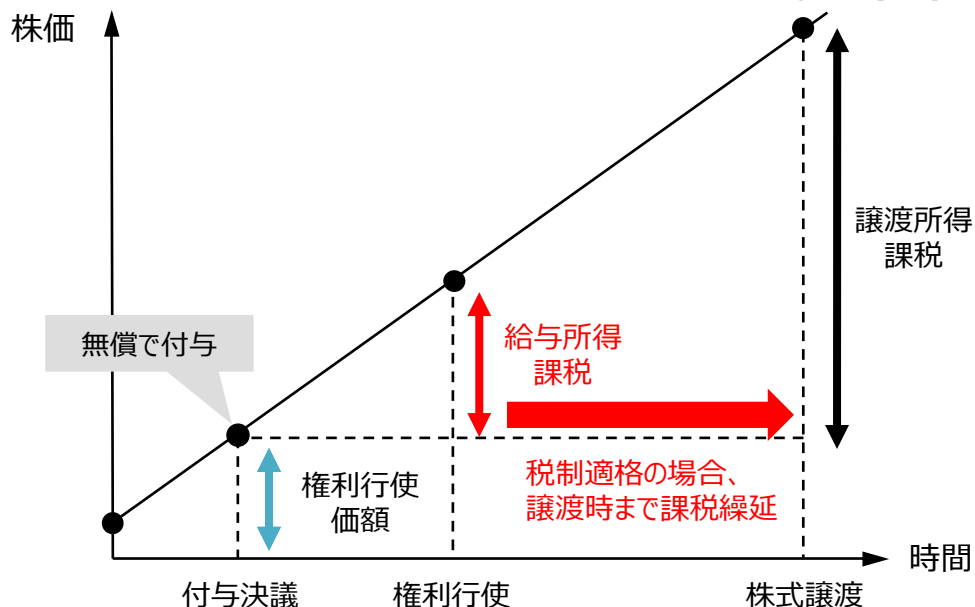 株価
譲渡所得
課税
無償で付与
給与所得
課税
権利行使
価額
税制適格の場合、
譲渡時まで課税繰延
時間
付与決議
権利行使
株式譲渡